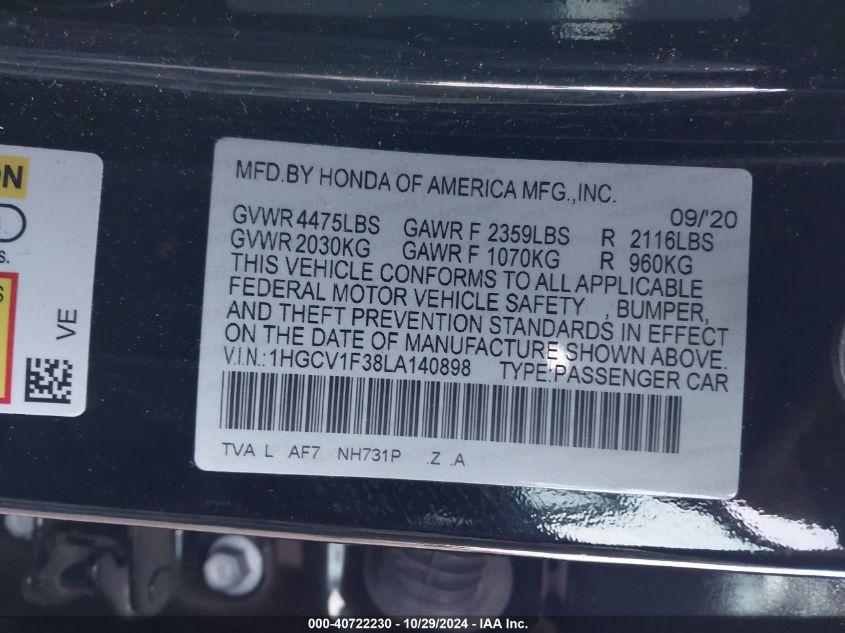 MFD.BY HONDA OF AMERICA MFG.,INC.
09/'20
GVWR 4475LBS GAWR F 2359LBS R 2116LBS
GVWR 2030KG GAWR F 1070KG R 960KG
THIS VEHICLE CONFORMS TO ALL APPLICABLE
FEDERAL MOTOR VEHICLE SAFETY , BUMPER,
AND THEFT PREVENTION STANDARDS IN EFFECT
ON THE DATE OF MANUFACTURE SHOWN ABOVE.
V.I.N.:1HGCV1F38LA140898 TYPE:PASSENGER CAR
TVA L AF7 NH731P .Z .A
ON
s.
S
VE
000-40722230 - 10/29/2024 - IAA Inc.